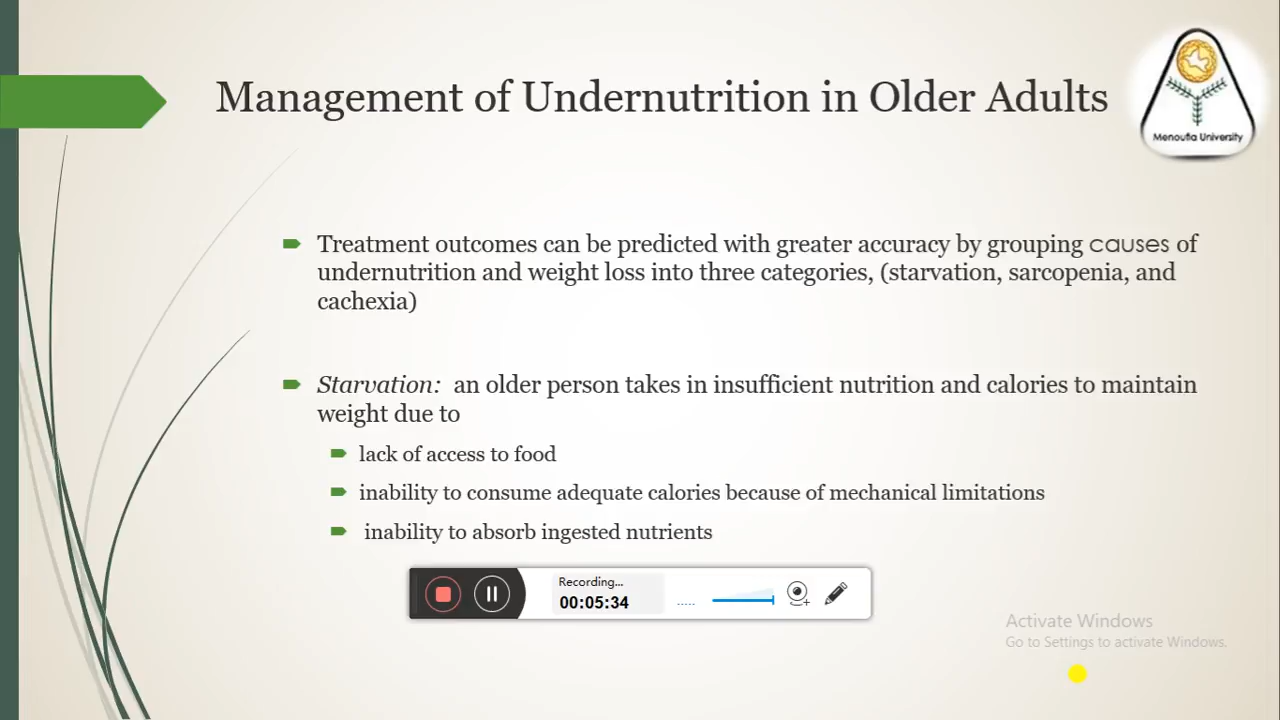 Management of Undernutrition in Older Adults
Menoufia University
Treatment outcomes can be predicted with greater accuracy by grouping causes of
undernutrition and weight loss into three categories, (starvation, sarcopenia, and
cachexia)
Starvation: an older person takes in insufficient nutrition and calories to maintain
weight due to
lack of access to food
inability to consume adequate calories because of mechanical limitations
inability to absorb ingested nutrients
Recording...
00:05:34
Activate Windows
Go to Settings to activate Windows.